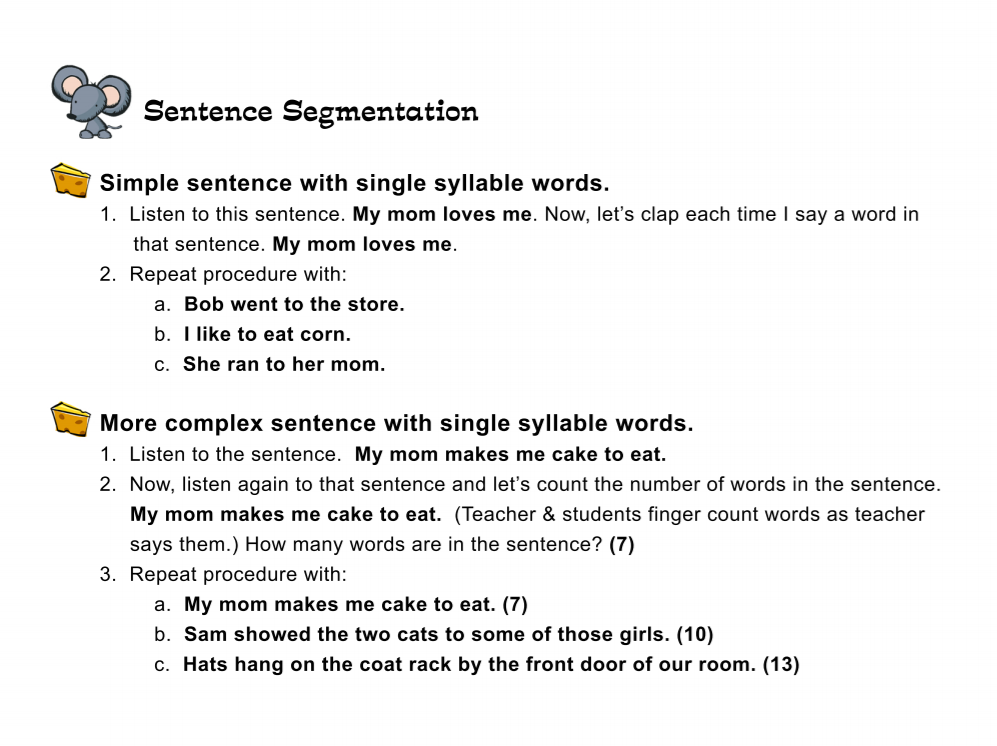 Sentence Segmentation
Simple sentence with single syllable words.
1. Listen to this sentence. My mom loves me. Now, let’s clap each time I say a word in
that sentence. My mom loves me.
2. Repeat procedure with:
a. Bob went to the store.
b. I like to eat corn.
c. She ran to her mom.
More complex sentence with single syllable words.
1. Listen to the sentence. My mom makes me cake to eat.
2. Now, listen again to that sentence and let’s count the number of words in the sentence.
My mom makes me cake to eat. (Teacher & students finger count words as teacher
says them.) How many words are in the sentence? (7)
3. Repeat procedure with:
a. My mom makes me cake to eat. (7)
b. Sam showed the two cats to some of those girls. (10)
c. Hats hang on the coat rack by the front door of our room. (13)